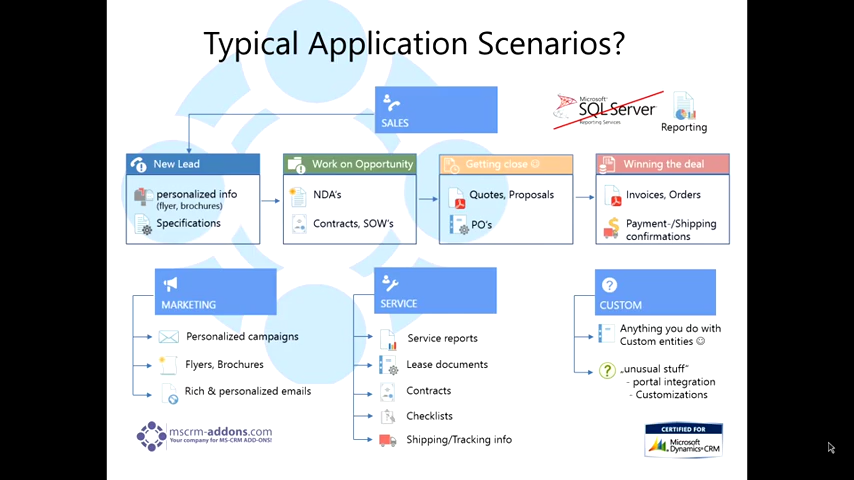 Typical Application Scenarios?
SALES
Microsoft
SQL Server
Reporting Services
Reporting
New Lead
personalized info
(flyer, brochures)
Specifications
Work on Opportunity
NDA's
Contracts, SOW's
Getting close ☺
Quotes, Proposals
PO's
Winning the deal
Invoices, Orders
Payment-/Shipping
confirmations
MARKETING
Personalized campaigns
Flyers, Brochures
Rich & personalized emails
SERVICE
Service reports
Lease documents
Contracts
Checklists
Shipping/Tracking info
CUSTOM
Anything you do with
Custom entities ☺
„unusual stuff“
- portal integration
- Customizations
mscrm-addons.com
Your company for MS-CRM ADD-ONS!
CERTIFIED FOR
Microsoft
Dynamics CRM